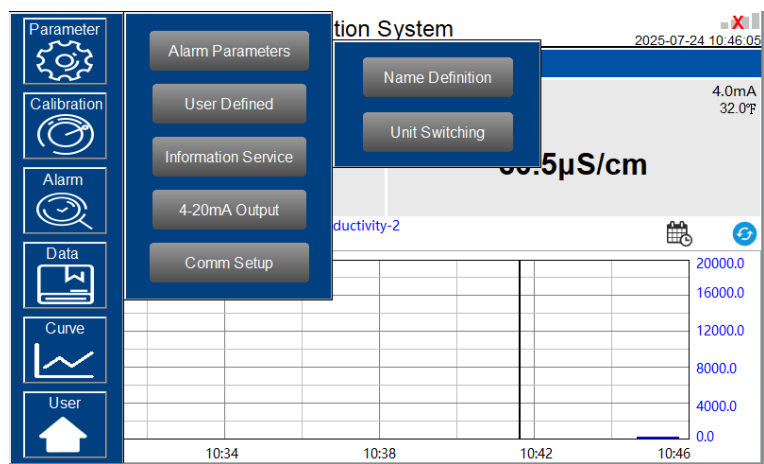 Parameter
Calibration
Alarm
Data
Curve
User
Alarm Parameters
User Defined
Information Service
4-20mA Output
Comm Setup
tion System
X
2025-07-24 10:46:05
Name Definition
Unit Switching
4.0mA
32.0℉
.5μS/cm
ductivity-2
20000.0
16000.0
12000.0
8000.0
4000.0
0.0
10:34
10:38
10:42
10:46